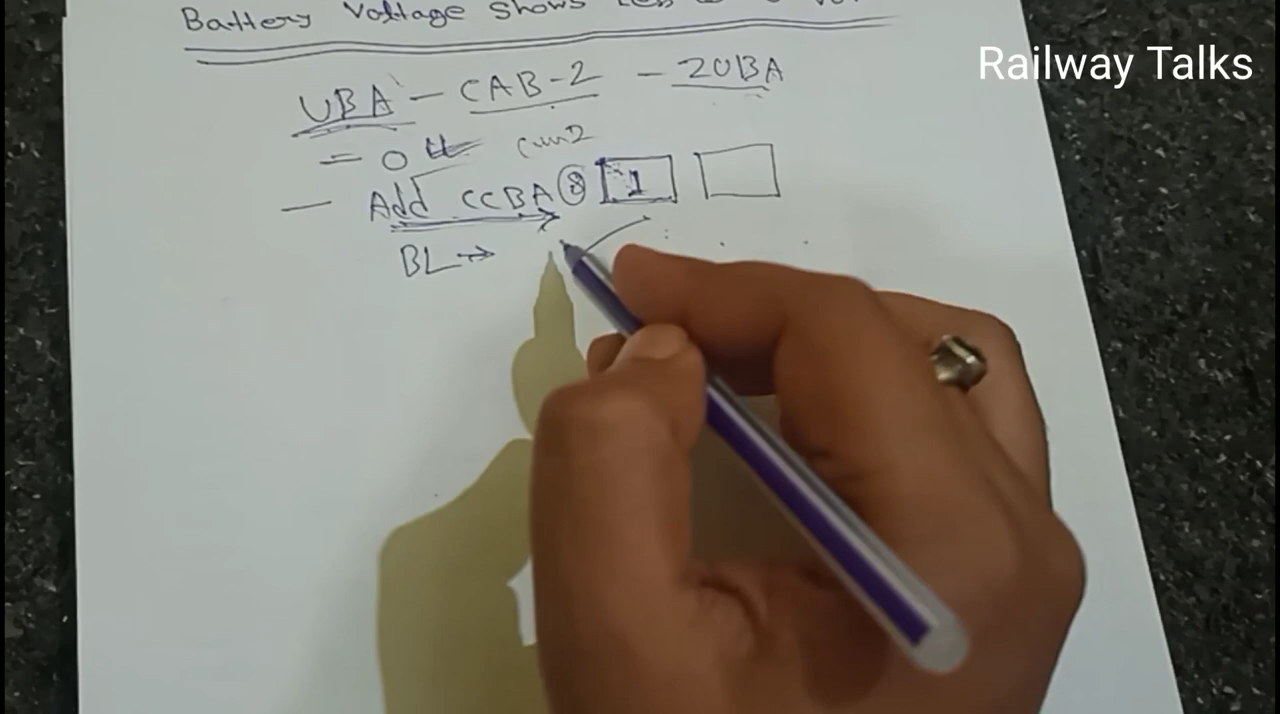 Battery Voltage Shows
Railway Talks
UBA - CAB-2 - 20BA
= 0
- Add CCBA 8 1
BL →